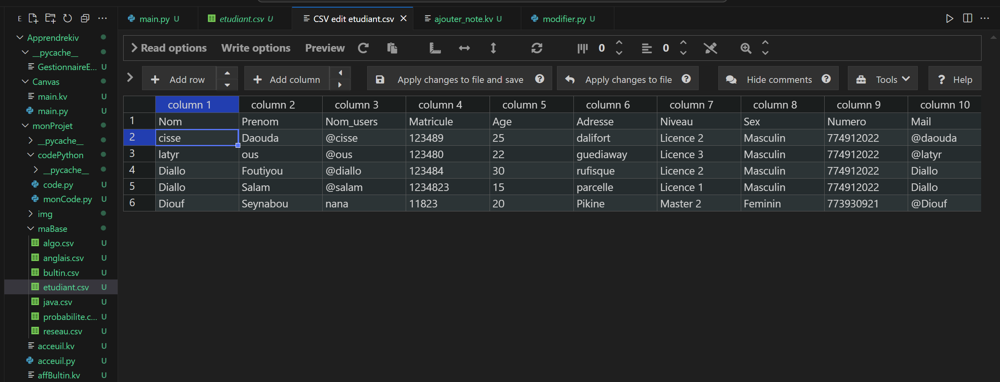 main.py U
etudiant.csv U
CSV edit etudiant.csv
ajouter_note.kv U
modifier.py U
E
Apprendrekiv
__pycache__
GestionnaireE... U
Canvas
main.kv U
main.py U
monProjet
__pycache__
codePython
__pycache__
code.py U
monCode.py U
img
maBase
algo.csv U
anglais.csv U
bultin.csv U
etudiant.csv U
java.csv U
probabilite.c... U
reseau.csv U
acceuil.kv U
acceuil.py U
affBultin.kv U
Read options Write options Preview 0 0
Add row Add column Apply changes to file and save Apply changes to file Hide comments Tools Help
column 1 column 2 column 3 column 4 column 5 column 6 column 7 column 8 column 9 column 10
1 Nom Prenom Nom_users Matricule Age Adresse Niveau Sex Numero Mail
2 cisse Daouda @cisse 123489 25 dalifort Licence 2 Masculin 774912022 @daouda
3 latyr ous @ous 123480 22 guediaway Licence 3 Masculin 774912022 @latyr
4 Diallo Foutiyou @diallo 123484 30 rufisque Licence 2 Masculin 774912022 Diallo
5 Diallo Salam @salam 1234823 15 parcelle Licence 1 Masculin 774912022 Diallo
6 Diouf Seynabou nana 11823 20 Pikine Master 2 Feminin 773930921 @Diouf